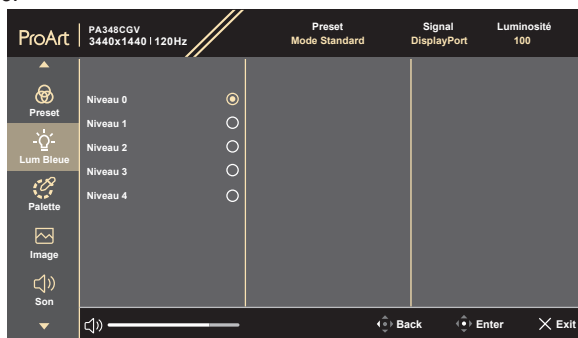 ProArt
PA348CGV
3440x1440 120Hz
Preset
Mode Standard
Signal
DisplayPort
Luminosité
100
Preset
Lum Bleue
Palette
Image
Son
Niveau 0
Niveau 1
Niveau 2
Niveau 3
Niveau 4
Back
Enter
Exit